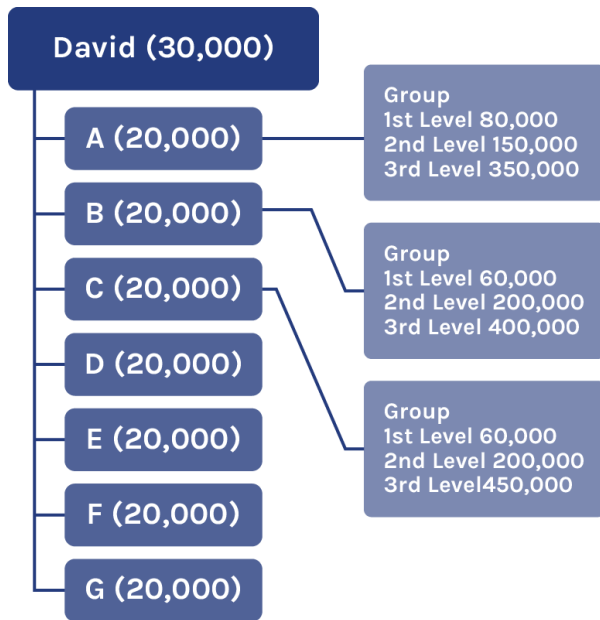 David (30,000)
A (20,000)
Group
1st Level 80,000
2nd Level 150,000
3rd Level 350,000
B (20,000)
Group
1st Level 60,000
2nd Level 200,000
3rd Level 400,000
C (20,000)
Group
1st Level 60,000
2nd Level 200,000
3rd Level450,000
D (20,000)
E (20,000)
F (20,000)
G (20,000)